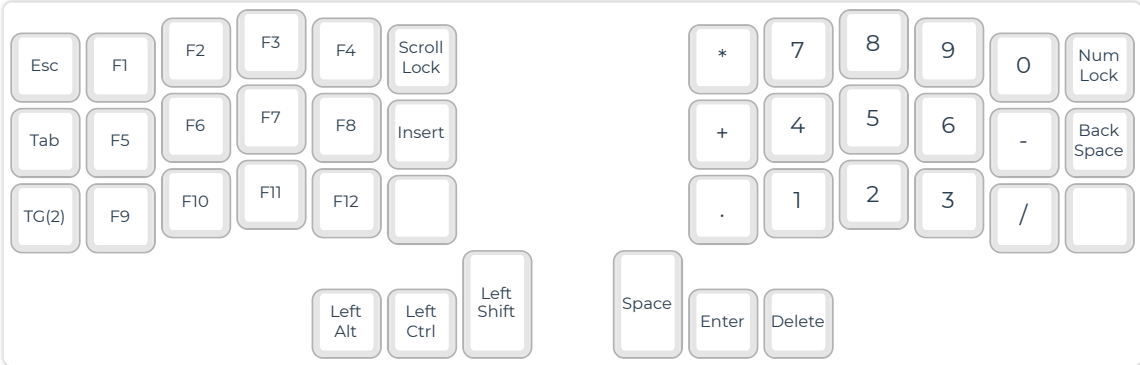 Esc F1 F2 F3 F4 Scroll Lock * 7 8 9 0 Num Lock
Tab F5 F6 F7 F8 Insert + 4 5 6 - Back Space
TG(2) F9 F10 F11 F12 . 1 2 3 /
Left Alt Left Ctrl Left Shift Space Enter Delete